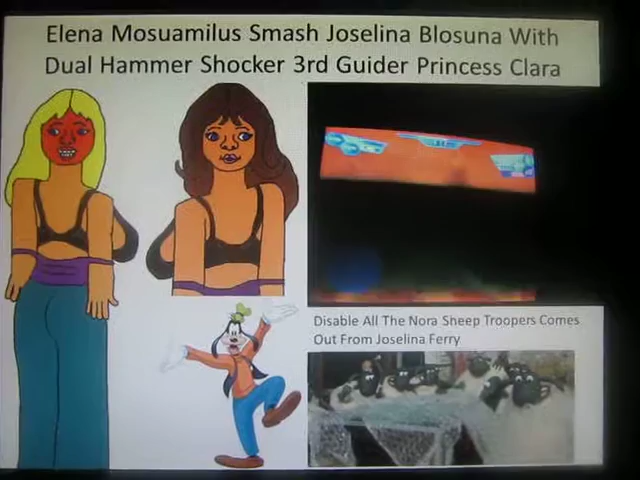 Elena Mosuamilus Smash Joselina Blosuna With
Dual Hammer Shocker 3rd Guider Princess Clara
Disable All The Nora Sheep Troopers Comes
Out From Joselina Ferry